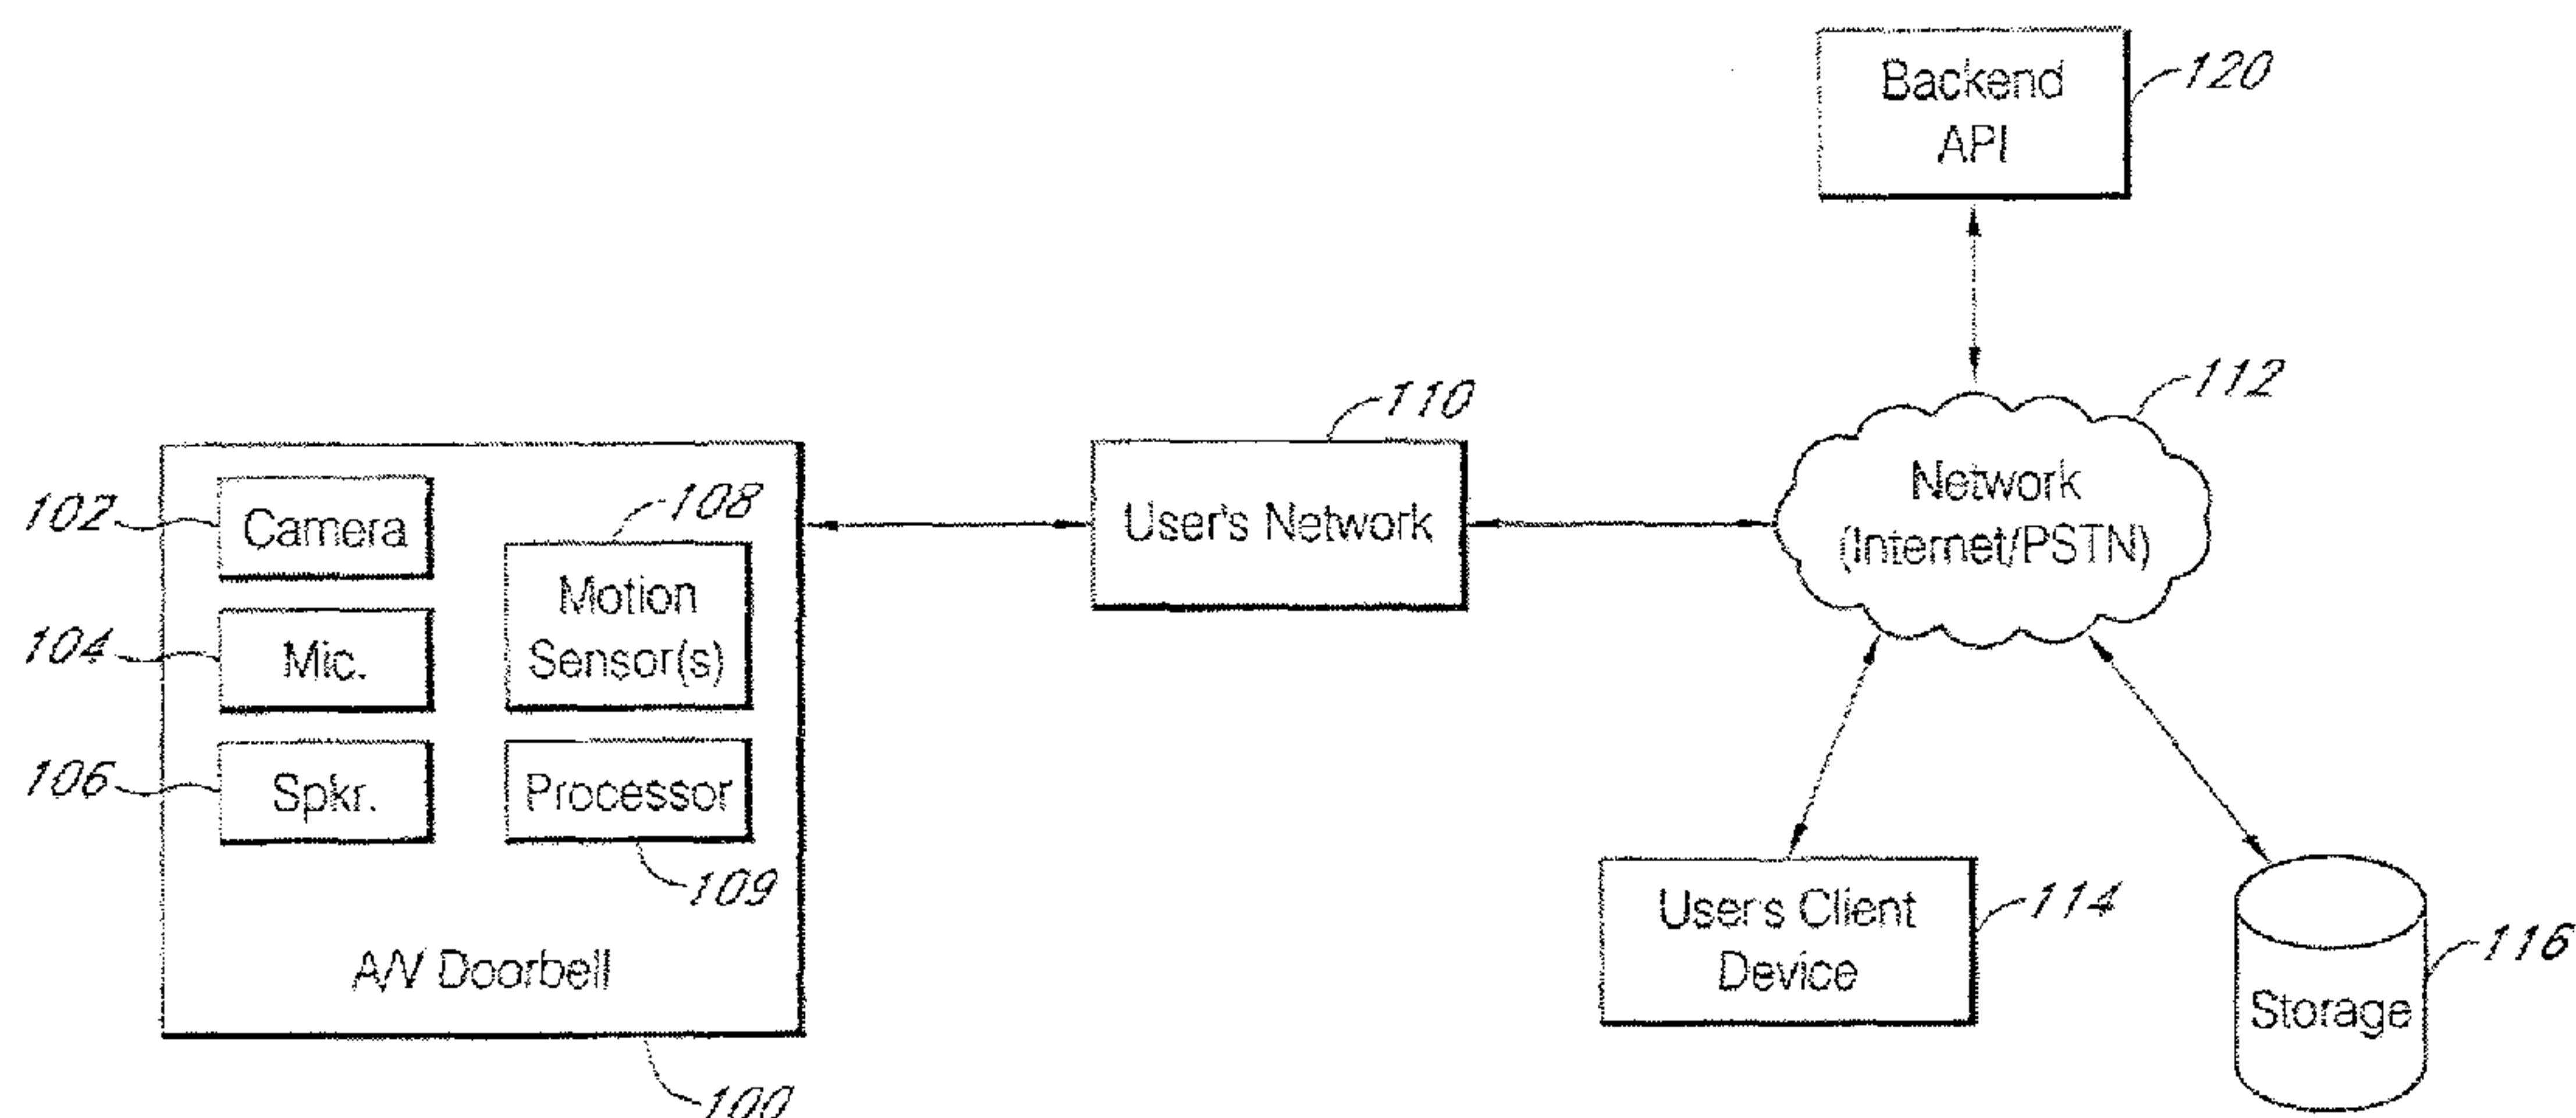 Backend
API
120
112
110
Network
(Internet/PSTN)
User's Network
102
Camera
108
Motion
Sensor(s)
104
Mic.
106
Spkr.
Processor
109
A/V Doorbell
100
User's Client
Device
114
116
Storage